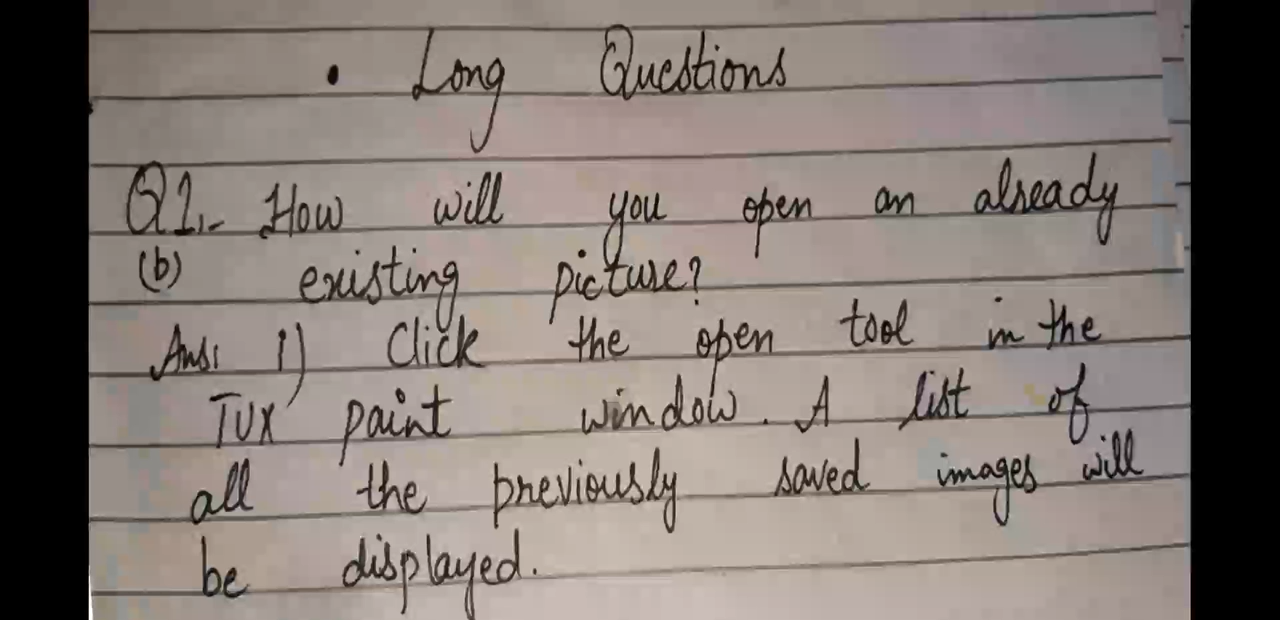 • Long Questions
Q1.- How will you open an already
(b) existing picture?
Ans: i) Click the open tool in the
TUX paint window. A list of
all the previously saved images will
be displayed.